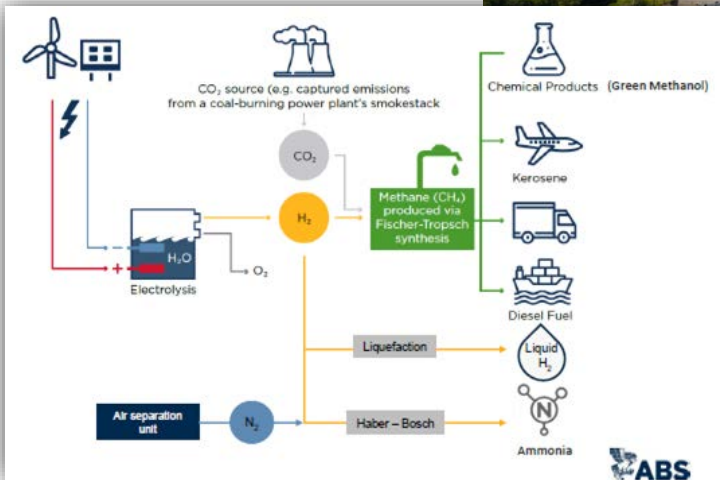 CO₂ source (e.g. captured emissions
from a coal-burning power plant's smokestack
Chemical Products (Green Methanol)
CO₂
Kerosene
H₂
Methane (CH₄)
produced via
Fischer-Tropsch
synthesis
− H₂O
+
O₂
Electrolysis
Diesel Fuel
Liquefaction
Liquid
H₂
Air separation
unit
N₂
Haber – Bosch
N
Ammonia
ABS